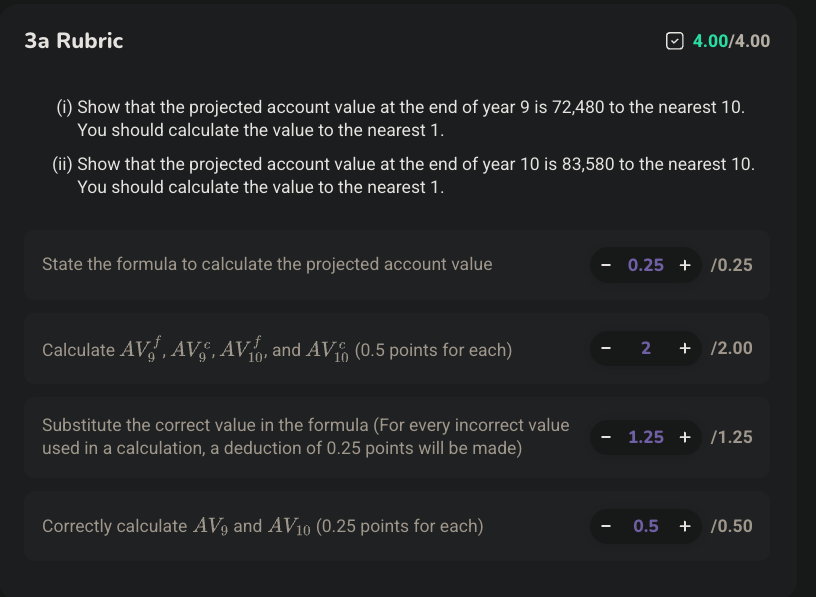 3a Rubric
4.00/4.00
(i) Show that the projected account value at the end of year 9 is 72,480 to the nearest 10.
You should calculate the value to the nearest 1.
(ii) Show that the projected account value at the end of year 10 is 83,580 to the nearest 10.
You should calculate the value to the nearest 1.
State the formula to calculate the projected account value
− 0.25 + /0.25
Calculate $AV_9^f$, $AV_9^c$, $AV_{10}^f$, and $AV_{10}^c$ (0.5 points for each)
− 2 + /2.00
Substitute the correct value in the formula (For every incorrect value
used in a calculation, a deduction of 0.25 points will be made)
− 1.25 + /1.25
Correctly calculate $AV_9$ and $AV_{10}$ (0.25 points for each)
− 0.5 + /0.50